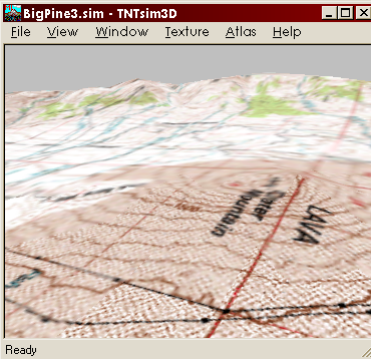 BigPine3.sim - TNTsim3D
File View Window Texture Atlas Help
Crater
Mountain
LAVA
Ready